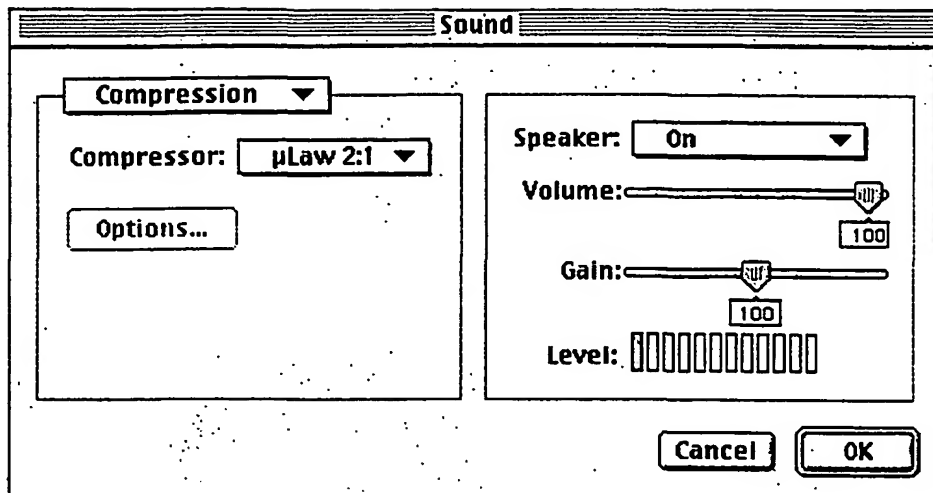 Sound
Compression
Compressor: µLaw 2:1
Options...
Speaker: On
Volume:
100
Gain:
100
Level:
Cancel OK